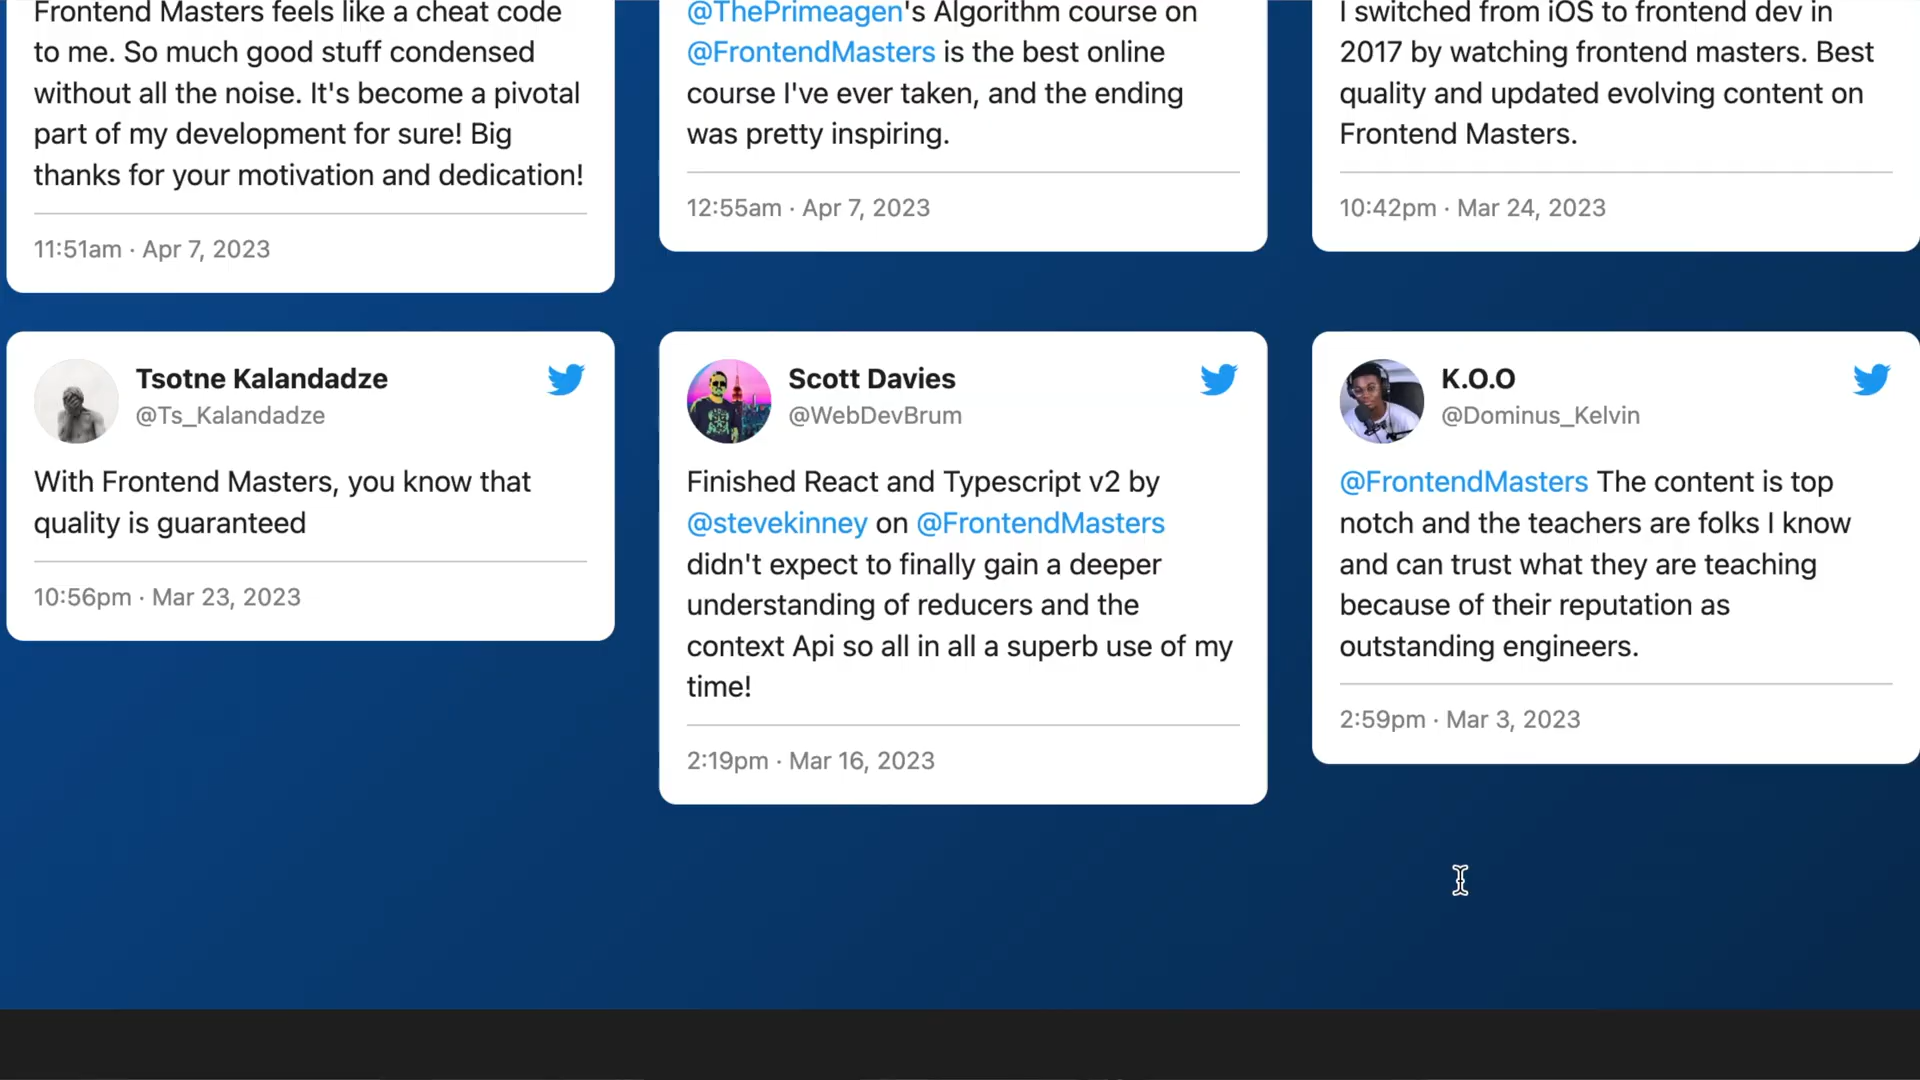 Frontend Masters feels like a cheat code
to me. So much good stuff condensed
without all the noise. It's become a pivotal
part of my development for sure! Big
thanks for your motivation and dedication!
11:51am · Apr 7, 2023
@ThePrimeagen's Algorithm course on
@FrontendMasters is the best online
course I've ever taken, and the ending
was pretty inspiring.
12:55am · Apr 7, 2023
I switched from iOS to frontend dev in
2017 by watching frontend masters. Best
quality and updated evolving content on
Frontend Masters.
10:42pm · Mar 24, 2023
Tsotne Kalandadze
@Ts_Kalandadze
With Frontend Masters, you know that
quality is guaranteed
10:56pm · Mar 23, 2023
Scott Davies
@WebDevBrum
Finished React and Typescript v2 by
@stevekinney on @FrontendMasters
didn't expect to finally gain a deeper
understanding of reducers and the
context Api so all in all a superb use of my
time!
2:19pm · Mar 16, 2023
K.O.O
@Dominus_Kelvin
@FrontendMasters The content is top
notch and the teachers are folks I know
and can trust what they are teaching
because of their reputation as
outstanding engineers.
2:59pm · Mar 3, 2023